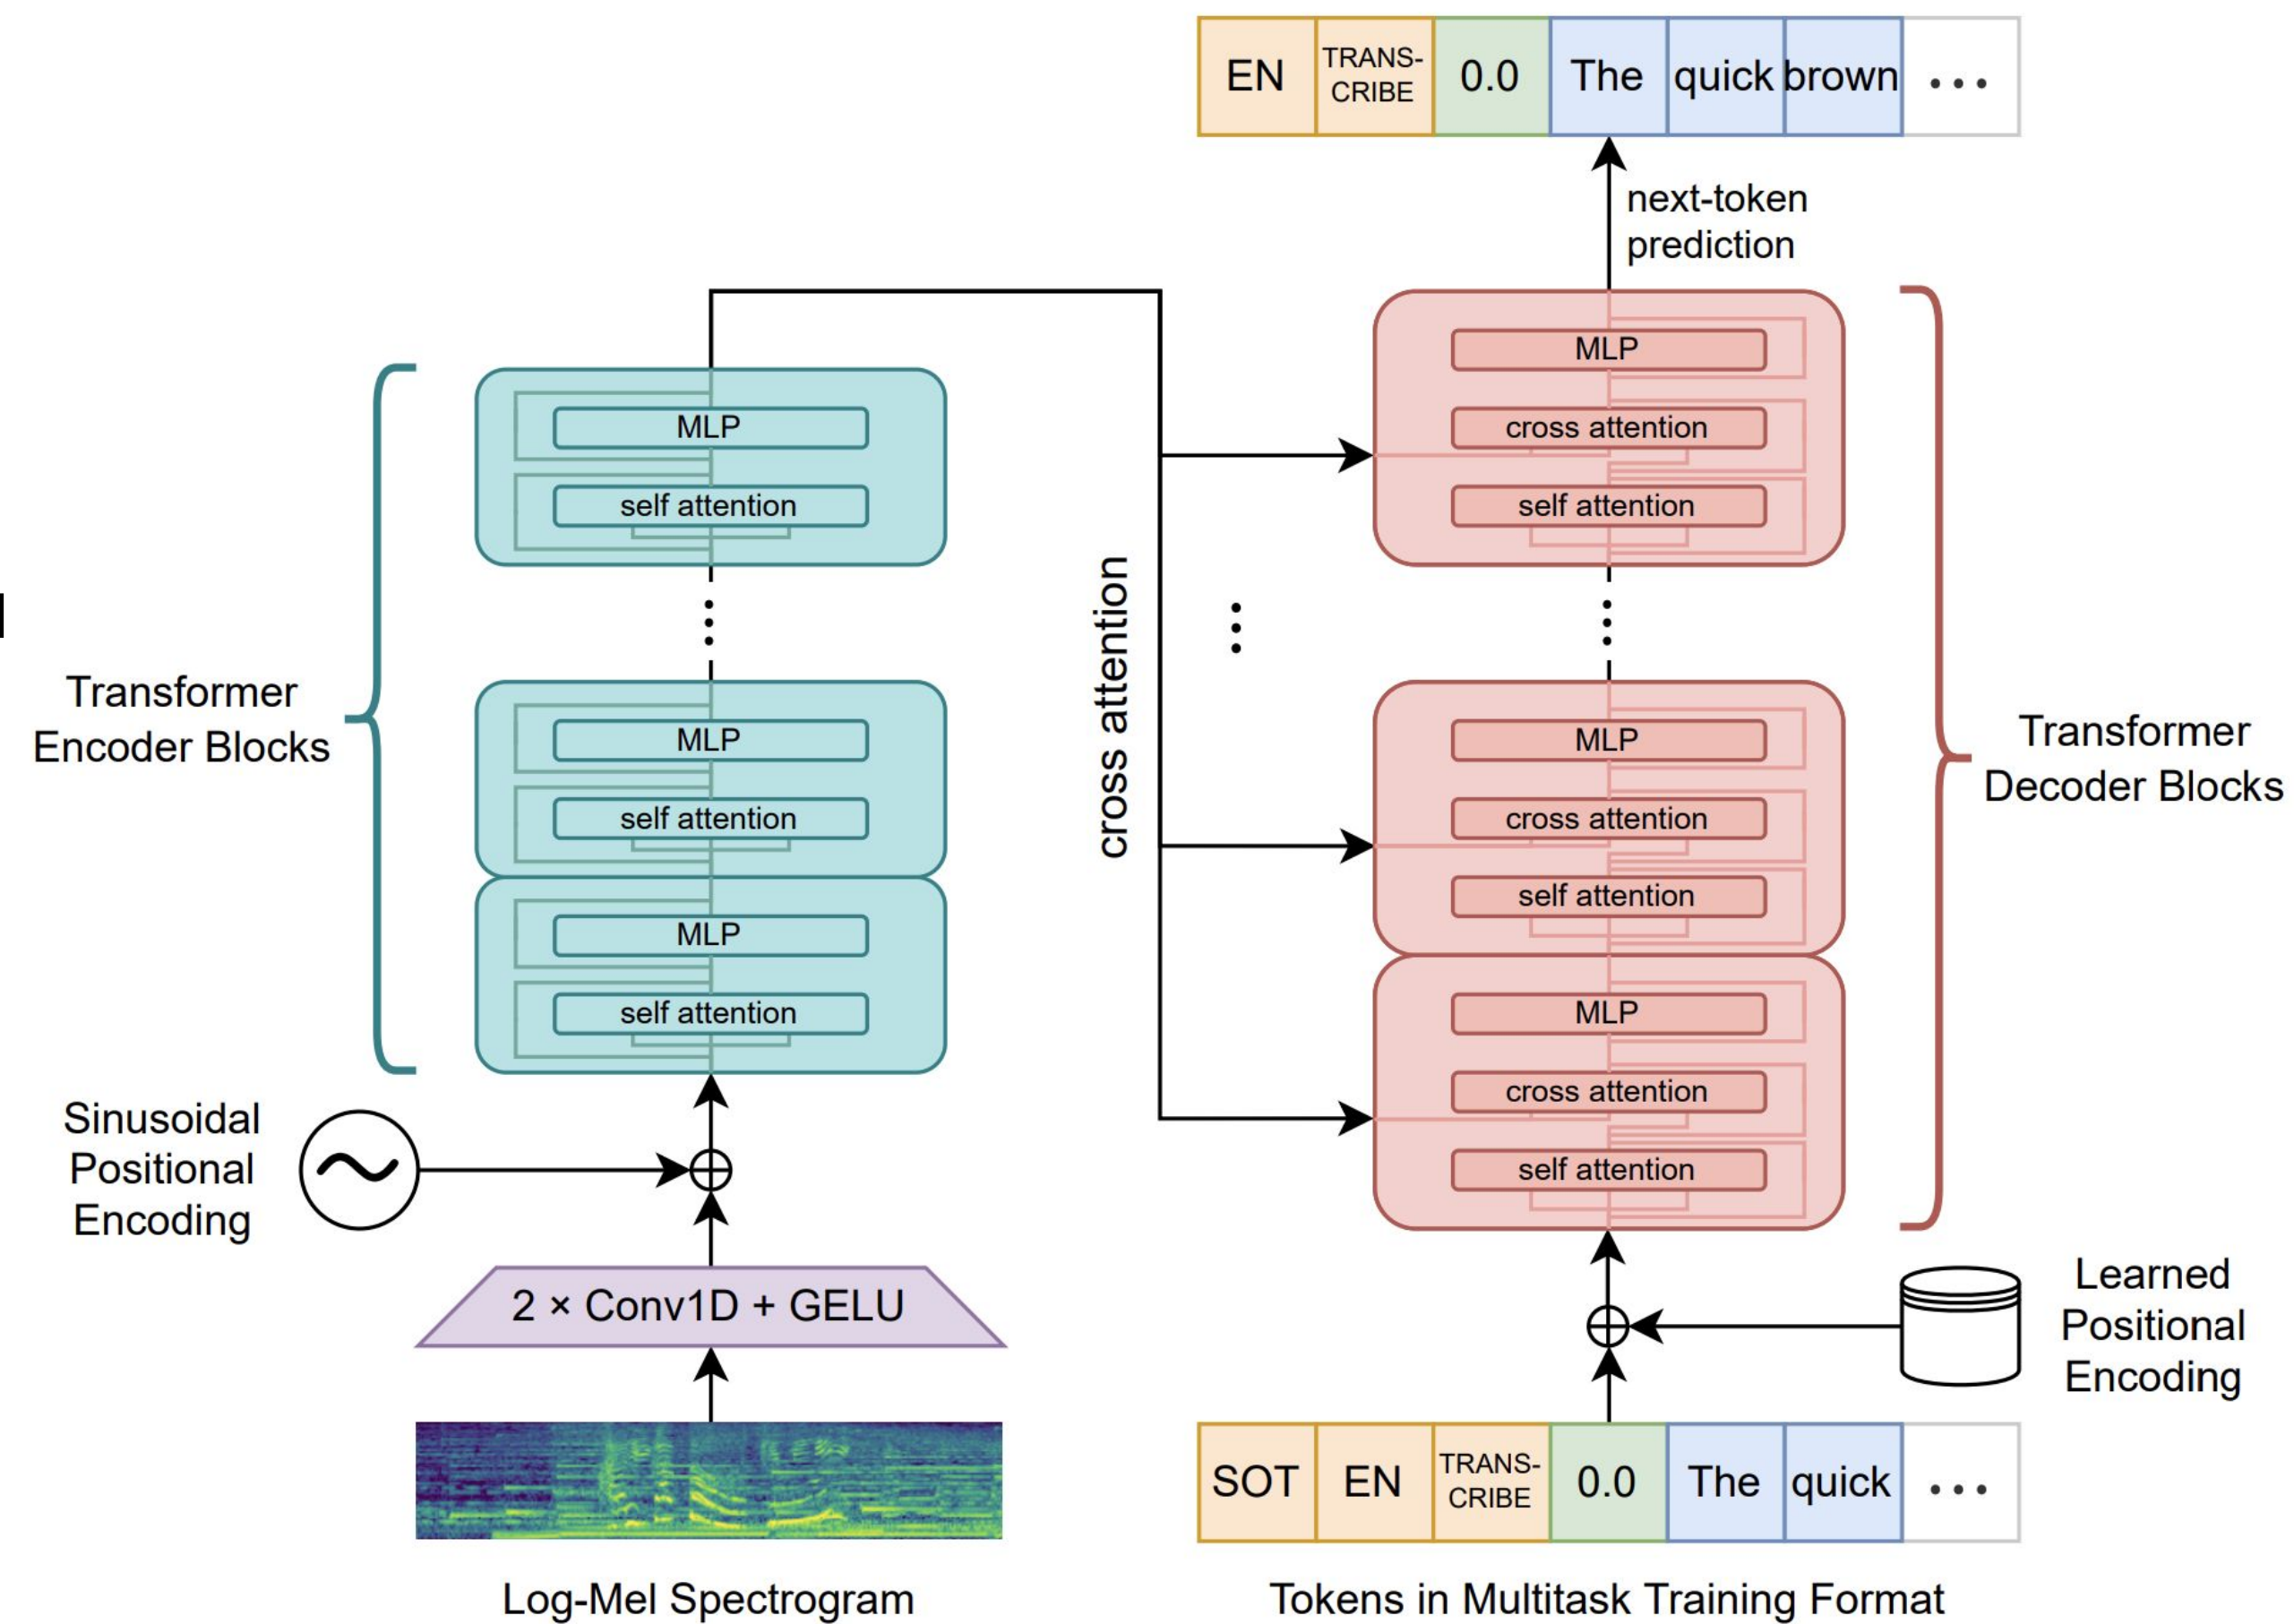 EN TRANS-CRIBE 0.0 The quick brown ...
next-token
prediction
MLP
self attention
MLP
self attention
MLP
self attention
Transformer
Encoder Blocks
cross attention
MLP
cross attention
self attention
MLP
cross attention
self attention
MLP
cross attention
self attention
Transformer
Decoder Blocks
Sinusoidal
Positional
Encoding
2 × Conv1D + GELU
Learned
Positional
Encoding
SOT EN TRANS-CRIBE 0.0 The quick ...
Log-Mel Spectrogram
Tokens in Multitask Training Format